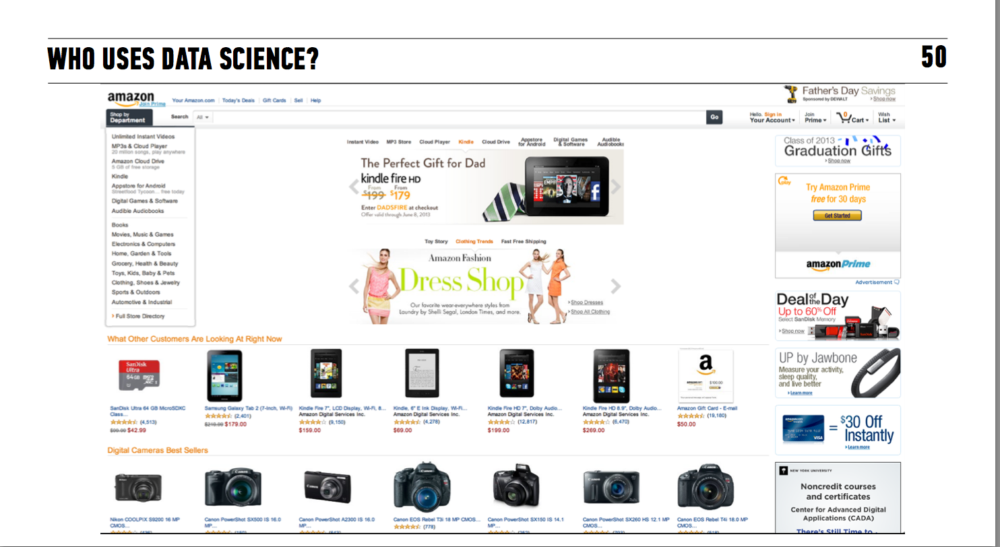 WHO USES DATA SCIENCE?
50
amazon
Join Prime
Your Amazon.com
Today's Deals
Gift Cards
Sell
Help
Father's Day Savings
Sponsored by DEWALT
Shop now
Shop by
Department
Search
All
Go
Hello. Sign in
Your Account
Join
Prime
0
Cart
Wish
List
Unlimited Instant Videos
MP3s & Cloud Player
20 million songs, play anywhere
Amazon Cloud Drive
5 GB of free storage
Kindle
Appstore for Android
Streetfood Tycoon... free today
Digital Games & Software
Audible Audiobooks
Books
Movies, Music & Games
Electronics & Computers
Home, Garden & Tools
Grocery, Health & Beauty
Toys, Kids, Baby & Pets
Clothing, Shoes & Jewelry
Sports & Outdoors
Automotive & Industrial
Full Store Directory
Instant Video
MP3 Store
Cloud Player
Kindle
Cloud Drive
Appstore
for Android
Digital Games
& Software
Audible
Audiobooks
The Perfect Gift for Dad
kindle fire HD
From From
$199 $179
Enter DADSFIRE at checkout
Offer valid through June 8, 2013
Toy Story
Clothing Trends
Fast Free Shipping
Amazon Fashion
Dress Shop
Our favorite wear-everywhere styles from
Laundry by Shelli Segal, London Times, and more.
Shop Dresses
Shop All Clothing
Class of 2013
Graduation Gifts
Shop now
play
Try Amazon Prime
free for 30 days
Get Started
amazonPrime
Advertisement
Deal of the Day
Up to 60% Off
Select SanDisk Memory
Shop now
UP by Jawbone
Measure your activity,
sleep quality,
and live better
Learn more
VISA
= $30 Off
Instantly
Learn more
NEW YORK UNIVERSITY
Noncredit courses
and certificates
Center for Advanced Digital
Applications (CADA)
There's Still Time to
What Other Customers Are Looking At Right Now
SanDisk
Ultra
64GB
a
$100.00
SanDisk Ultra 64 GB MicroSDXC
Class...
(4,513)
$99.99 $42.99
Samsung Galaxy Tab 2 (7-Inch, Wi-Fi)
(2,401)
$219.99 $179.00
Kindle Fire 7", LCD Display, Wi-Fi, 8...
Amazon Digital Services Inc.
(9,150)
$159.00
Kindle, 6" E Ink Display, Wi-Fi...
Amazon Digital Services Inc.
(4,278)
$69.00
Kindle Fire HD 7", Dolby Audio...
Amazon Digital Services Inc.
(12,817)
$199.00
Kindle Fire HD 8.9", Dolby Audio...
Amazon Digital Services Inc.
(6,470)
$269.00
Amazon Gift Card - E-mail
(19,180)
$50.00
Digital Cameras Best Sellers
Nikon COOLPIX S9200 16 MP
CMOS...
Canon PowerShot SX500 IS 16.0
MP...
Canon PowerShot A2300 IS 16.0
MP...
Canon EOS Rebel T3i 18 MP CMOS...
(778)
Canon PowerShot SX150 IS 14.1
MP...
Canon PowerShot SX260 HS 12.1 MP
CMOS...
Canon EOS Rebel T4i 18.0 MP
CMOS...